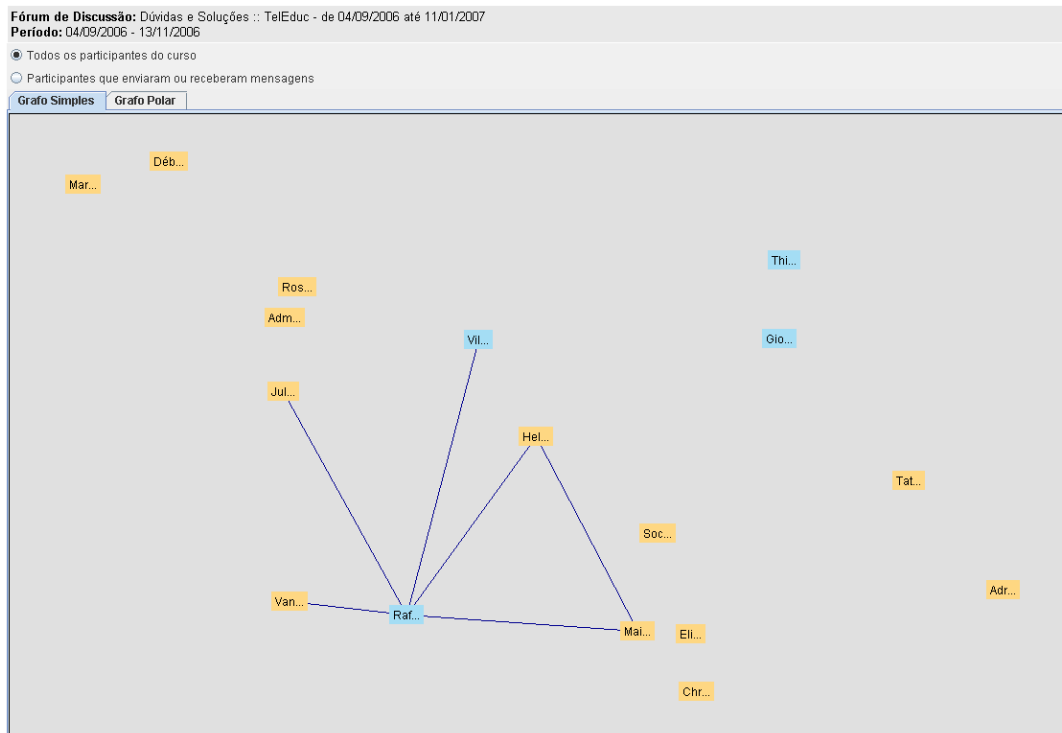 Fórum de Discussão: Dúvidas e Soluções :: TelEduc - de 04/09/2006 até 11/01/2007
Período: 04/09/2006 - 13/11/2006
Todos os participantes do curso
Participantes que enviaram ou receberam mensagens
Grafo Simples Grafo Polar
Déb...
Mar...
Thi...
Ros...
Adm...
Vil...
Gio...
Jul...
Hel...
Tat...
Soc...
Adr...
Van...
Raf...
Mai...
Eli...
Chr...